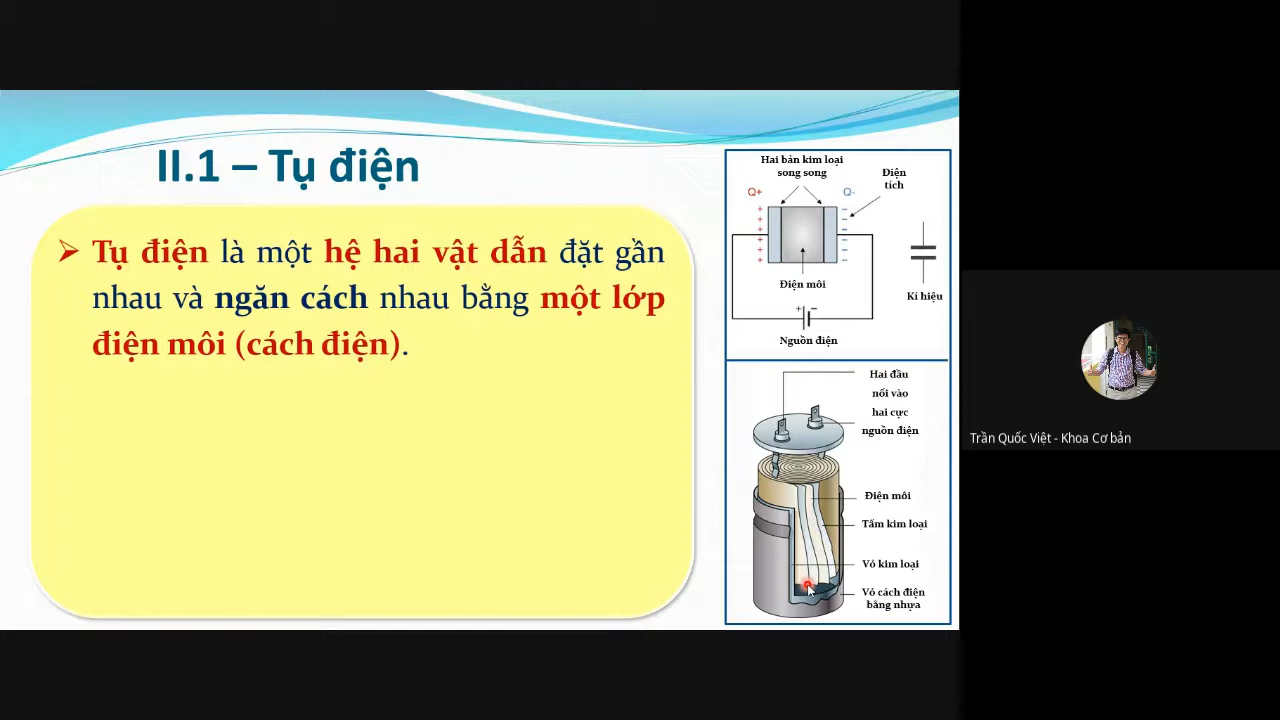 II.1 – Tụ điện
Tụ điện là một hệ hai vật dẫn đặt gần
nhau và ngăn cách nhau bằng một lớp
điện môi (cách điện).
Hai bản kim loại
song song
Điện
tích
Q+
Q-
Điện môi
Kí hiệu
+ –
Nguồn điện
Hai đầu
nối vào
hai cực
nguồn điện
Điện môi
Tấm kim loại
Vỏ kim loại
Vỏ cách điện
bằng nhựa
Trần Quốc Việt - Khoa Cơ bản